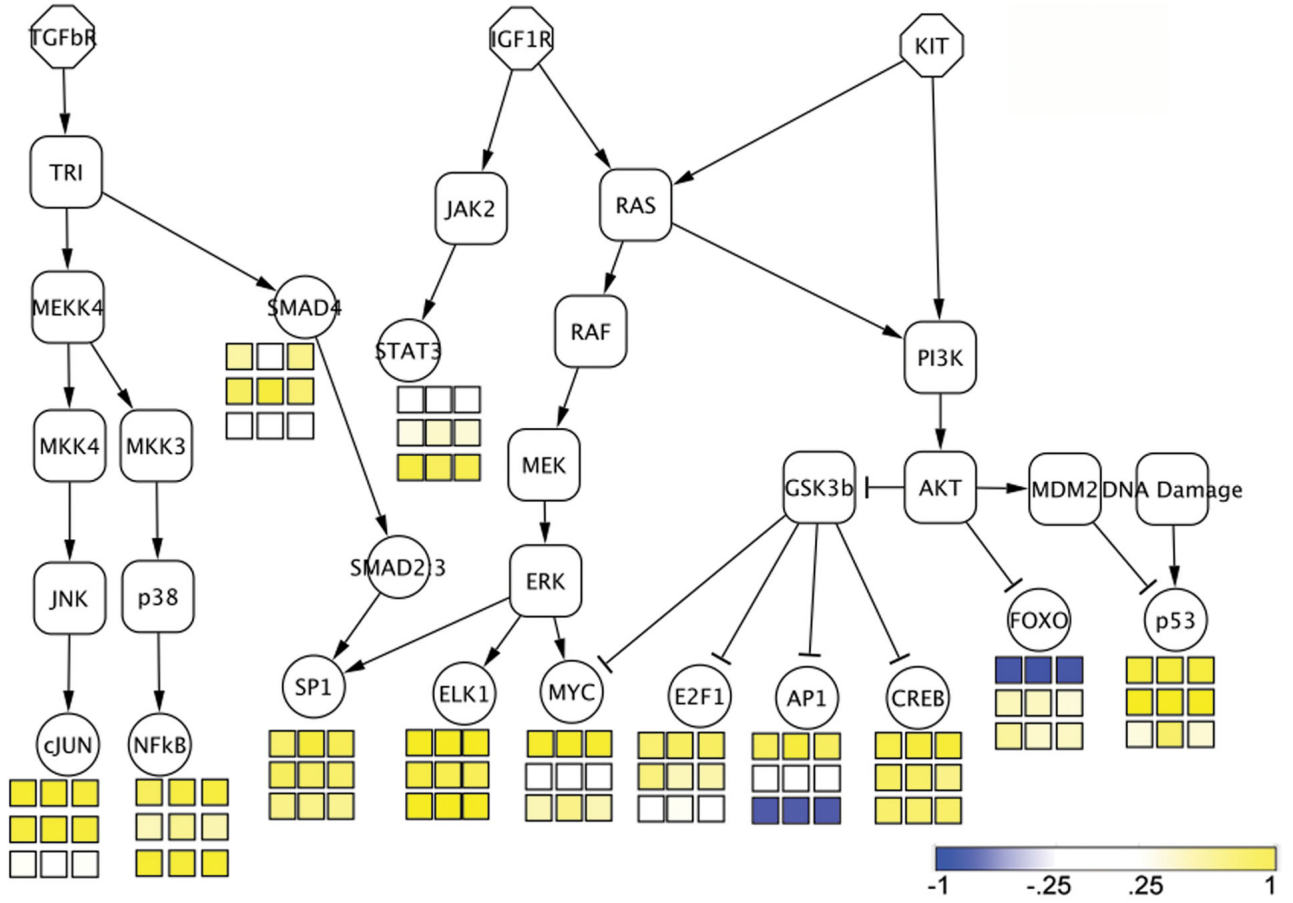 TGFbR
IGF1R
KIT
TRI
JAK2
RAS
MEKK4
SMAD4
RAF
STAT3
PI3K
MKK4
MKK3
MEK
GSK3b
AKT
MDM2
DNA Damage
SMAD2:3
ERK
JNK
p38
FOXO
p53
SP1
ELK1
MYC
E2F1
AP1
CREB
cJUN
NFkB
-1
-.25
.25
1